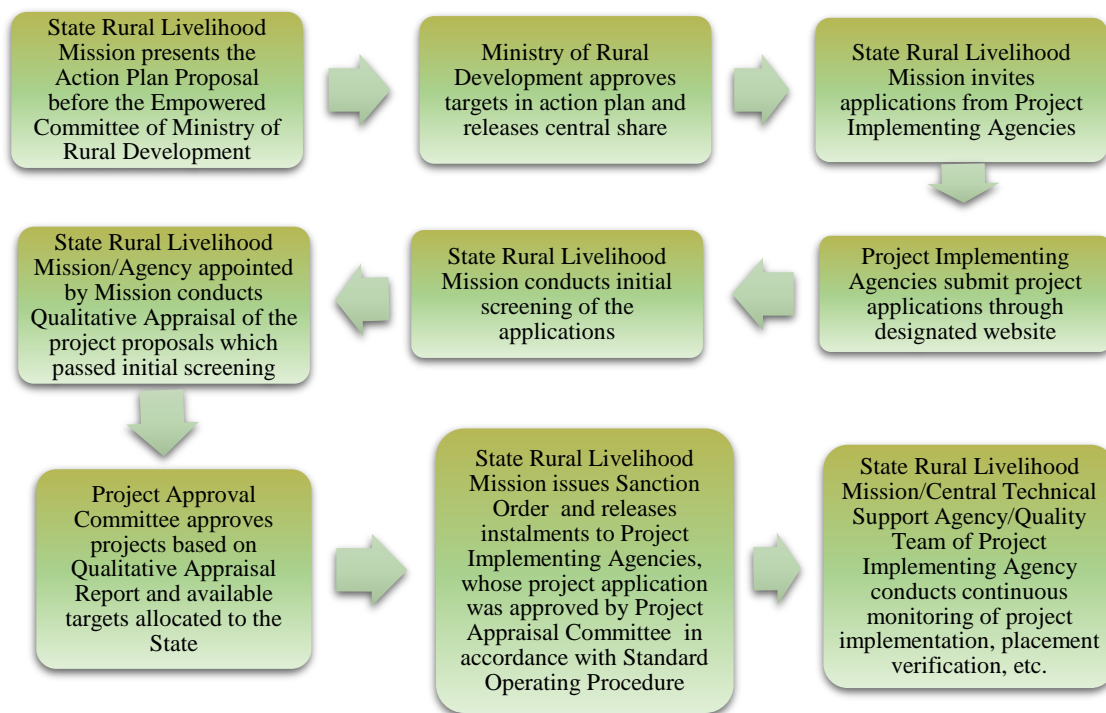 State Rural Livelihood
Mission presents the
Action Plan Proposal
before the Empowered
Committee of Ministry of
Rural Development
Ministry of Rural
Development approves
targets in action plan and
releases central share
State Rural Livelihood
Mission invites
applications from Project
Implementing Agencies
Project Implementing
Agencies submit project
applications through
designated website
State Rural Livelihood
Mission conducts initial
screening of the
applications
State Rural Livelihood
Mission/Agency appointed
by Mission conducts
Qualitative Appraisal of the
project proposals which
passed initial screening
Project Approval
Committee approves
projects based on
Qualitative Appraisal
Report and available
targets allocated to the
State
State Rural Livelihood
Mission issues Sanction
Order and releases
instalments to Project
Implementing Agencies,
whose project application
was approved by Project
Appraisal Committee in
accordance with Standard
Operating Procedure
State Rural Livelihood
Mission/Central Technical
Support Agency/Quality
Team of Project
Implementing Agency
conducts continuous
monitoring of project
implementation, placement
verification, etc.